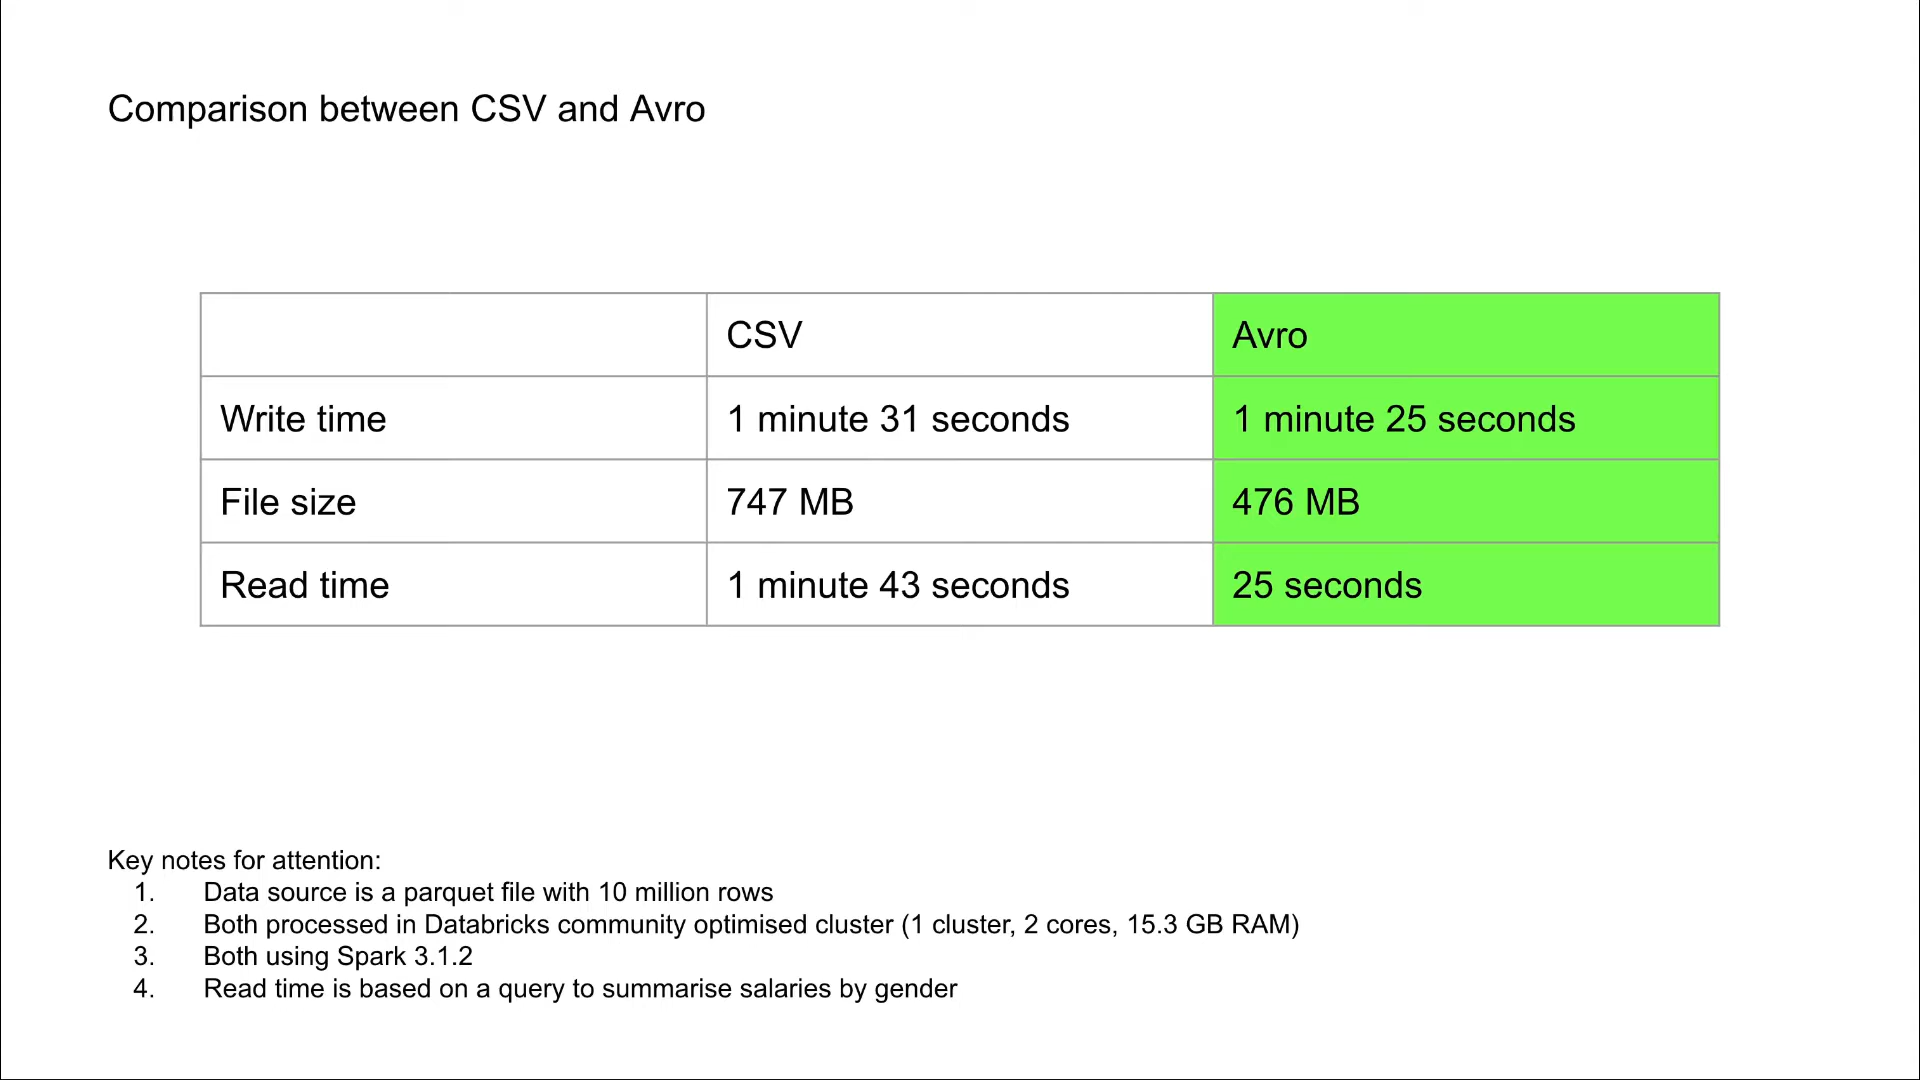 Comparison between CSV and Avro
CSV Avro
Write time 1 minute 31 seconds 1 minute 25 seconds
File size 747 MB 476 MB
Read time 1 minute 43 seconds 25 seconds
Key notes for attention:
1. Data source is a parquet file with 10 million rows
2. Both processed in Databricks community optimised cluster (1 cluster, 2 cores, 15.3 GB RAM)
3. Both using Spark 3.1.2
4. Read time is based on a query to summarise salaries by gender